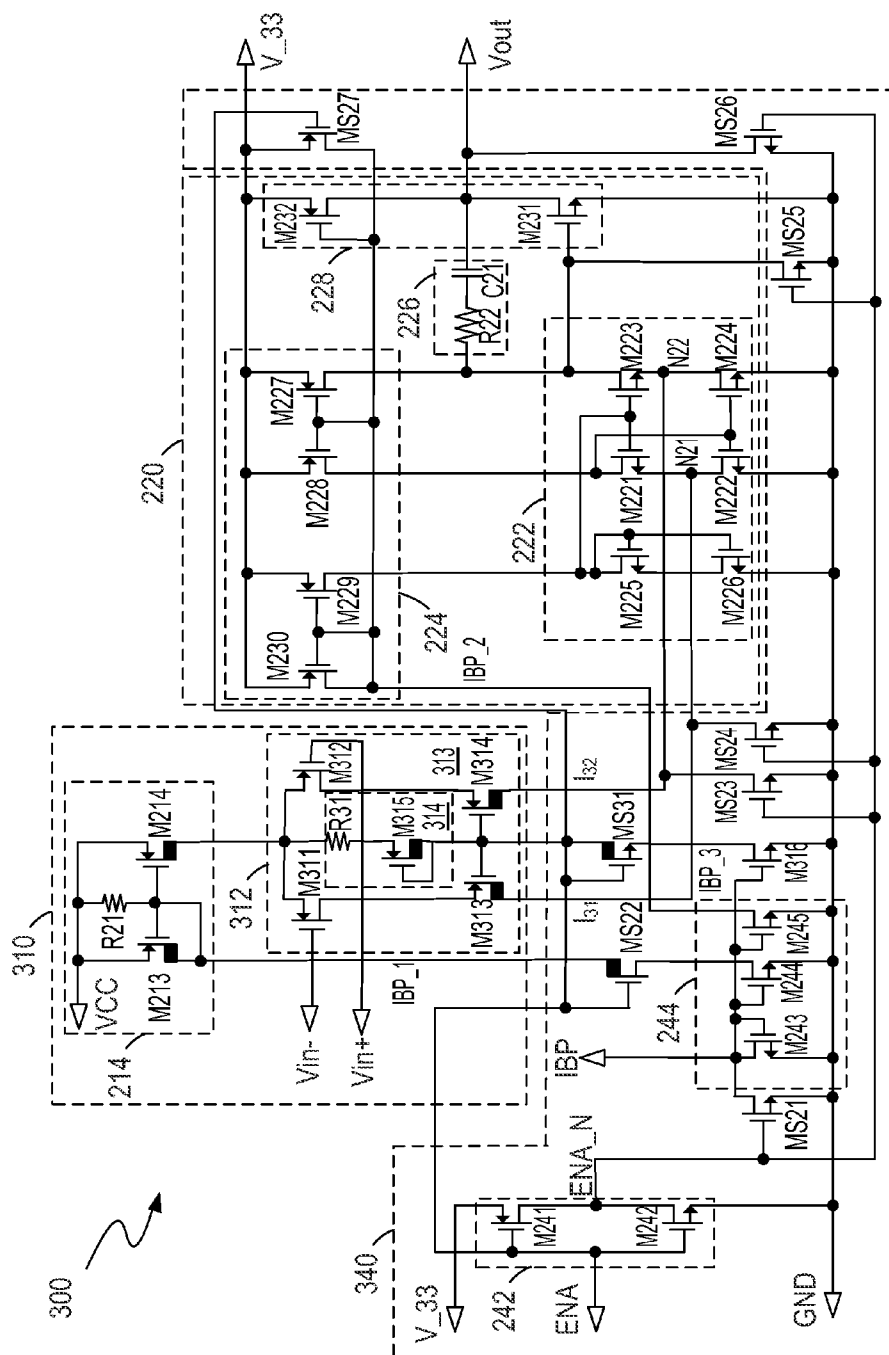 300
310
VCC
214
R21
M213
M214
312
M311
M312
R31
313
M315
314
M313
M314
Vin-
Vin+
IBP_1
I31
I32
220
V_33
M230
M229
M228
M227
224
IBP_2
M232
228
226
R22
C21
Vout
MS27
222
M225
M226
M221
N21
M222
M223
N22
M224
M231
MS25
MS26
340
V_33
M241
ENA_N
ENA
M242
242
GND
MS21
IBP
M243
M244
M245
244
MS22
MS31
IBP_3
M316
MS23
MS24